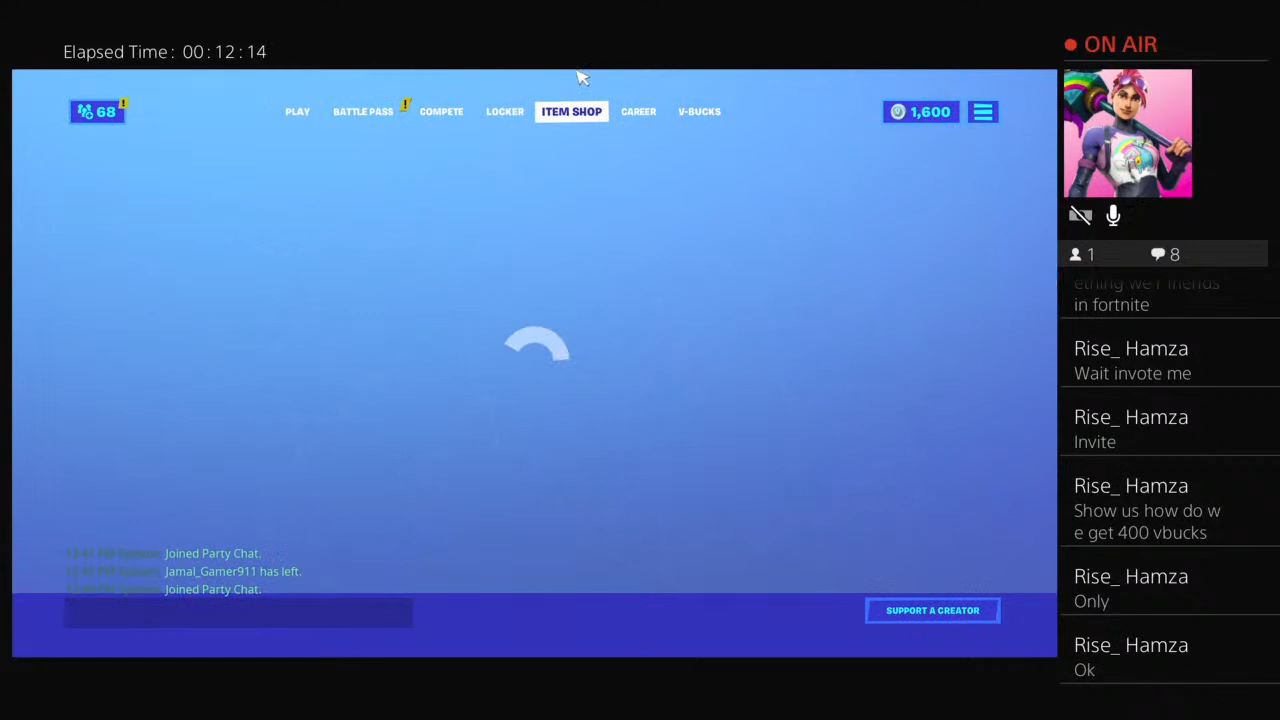 Elapsed Time: 00:12:14
ON AIR
68
!
PLAY
BATTLE PASS
!
COMPETE
LOCKER
ITEM SHOP
CAREER
V-BUCKS
1,600
1
8
in fortnite
Rise_ Hamza
Wait invote me
Rise_ Hamza
Invite
Rise_ Hamza
Show us how do w
e get 400 vbucks
Rise_ Hamza
Only
Rise_ Hamza
Ok
Joined Party Chat.
Jamal_Gamer911 has left.
Joined Party Chat.
SUPPORT A CREATOR